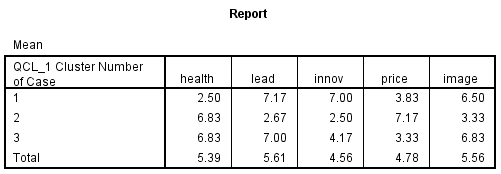 Report
Mean
QCL_1 Cluster Number of Case health lead innov price image
1 2.50 7.17 7.00 3.83 6.50
2 6.83 2.67 2.50 7.17 3.33
3 6.83 7.00 4.17 3.33 6.83
Total 5.39 5.61 4.56 4.78 5.56